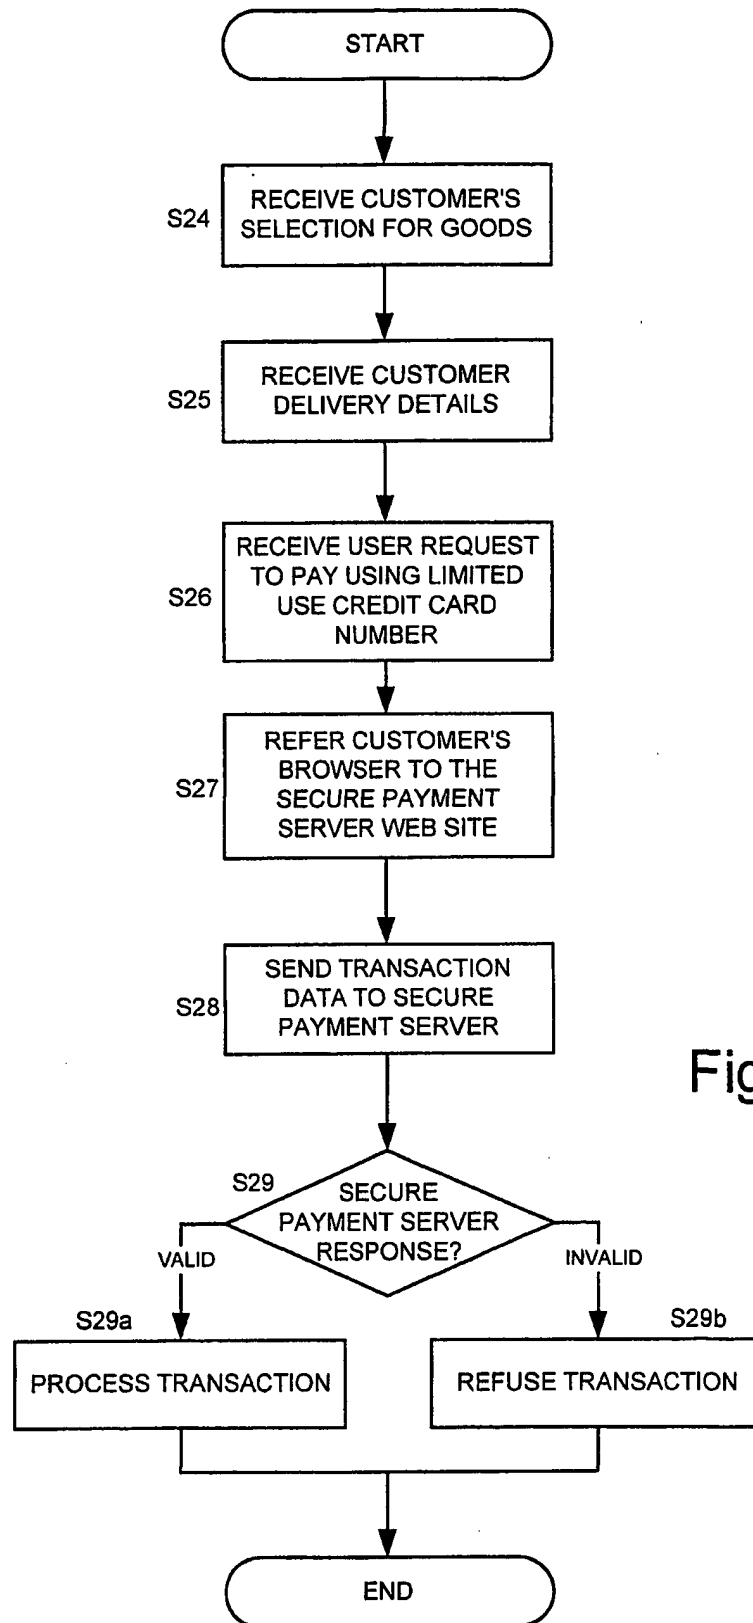 START
S24
RECEIVE CUSTOMER'S
SELECTION FOR GOODS
S25
RECEIVE CUSTOMER
DELIVERY DETAILS
S26
RECEIVE USER REQUEST
TO PAY USING LIMITED
USE CREDIT CARD
NUMBER
S27
REFER CUSTOMER'S
BROWSER TO THE
SECURE PAYMENT
SERVER WEB SITE
S28
SEND TRANSACTION
DATA TO SECURE
PAYMENT SERVER
Fig
S29
SECURE
PAYMENT SERVER
RESPONSE?
VALID
INVALID
S29a
S29b
PROCESS TRANSACTION
REFUSE TRANSACTION
END